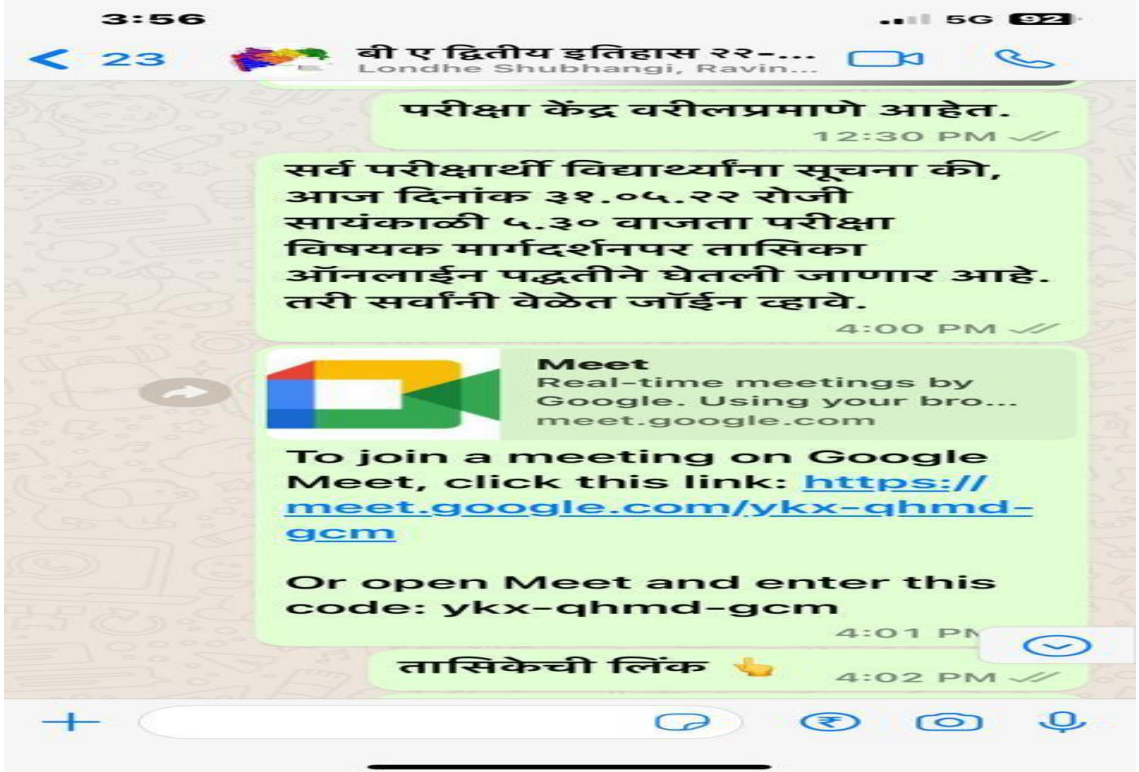 3:56
5G 92
23
बी ए द्वितीय इतिहास २२-...
Londhe Shubhangi, Ravin...
परीक्षा केंद्र वरीलप्रमाणे आहेत.
12:30 PM
सर्व परीक्षार्थी विद्यार्थ्यांना सूचना की,
आज दिनांक ३१.०५.२२ रोजी
सायंकाळी ५.३० वाजता परीक्षा
विषयक मार्गदर्शनपर तासिका
ऑनलाईन पद्धतीने घेतली जाणार आहे.
तरी सर्वांनी वेळेत जॉईन व्हावे.
4:00 PM
Meet
Real-time meetings by
Google. Using your bro...
meet.google.com
To join a meeting on Google
Meet, click this link: https://
meet.google.com/ykx-qhmd-
gcm
Or open Meet and enter this
code: ykx-qhmd-gcm
4:01 PM
तासिकेची लिंक 👆
4:02 PM